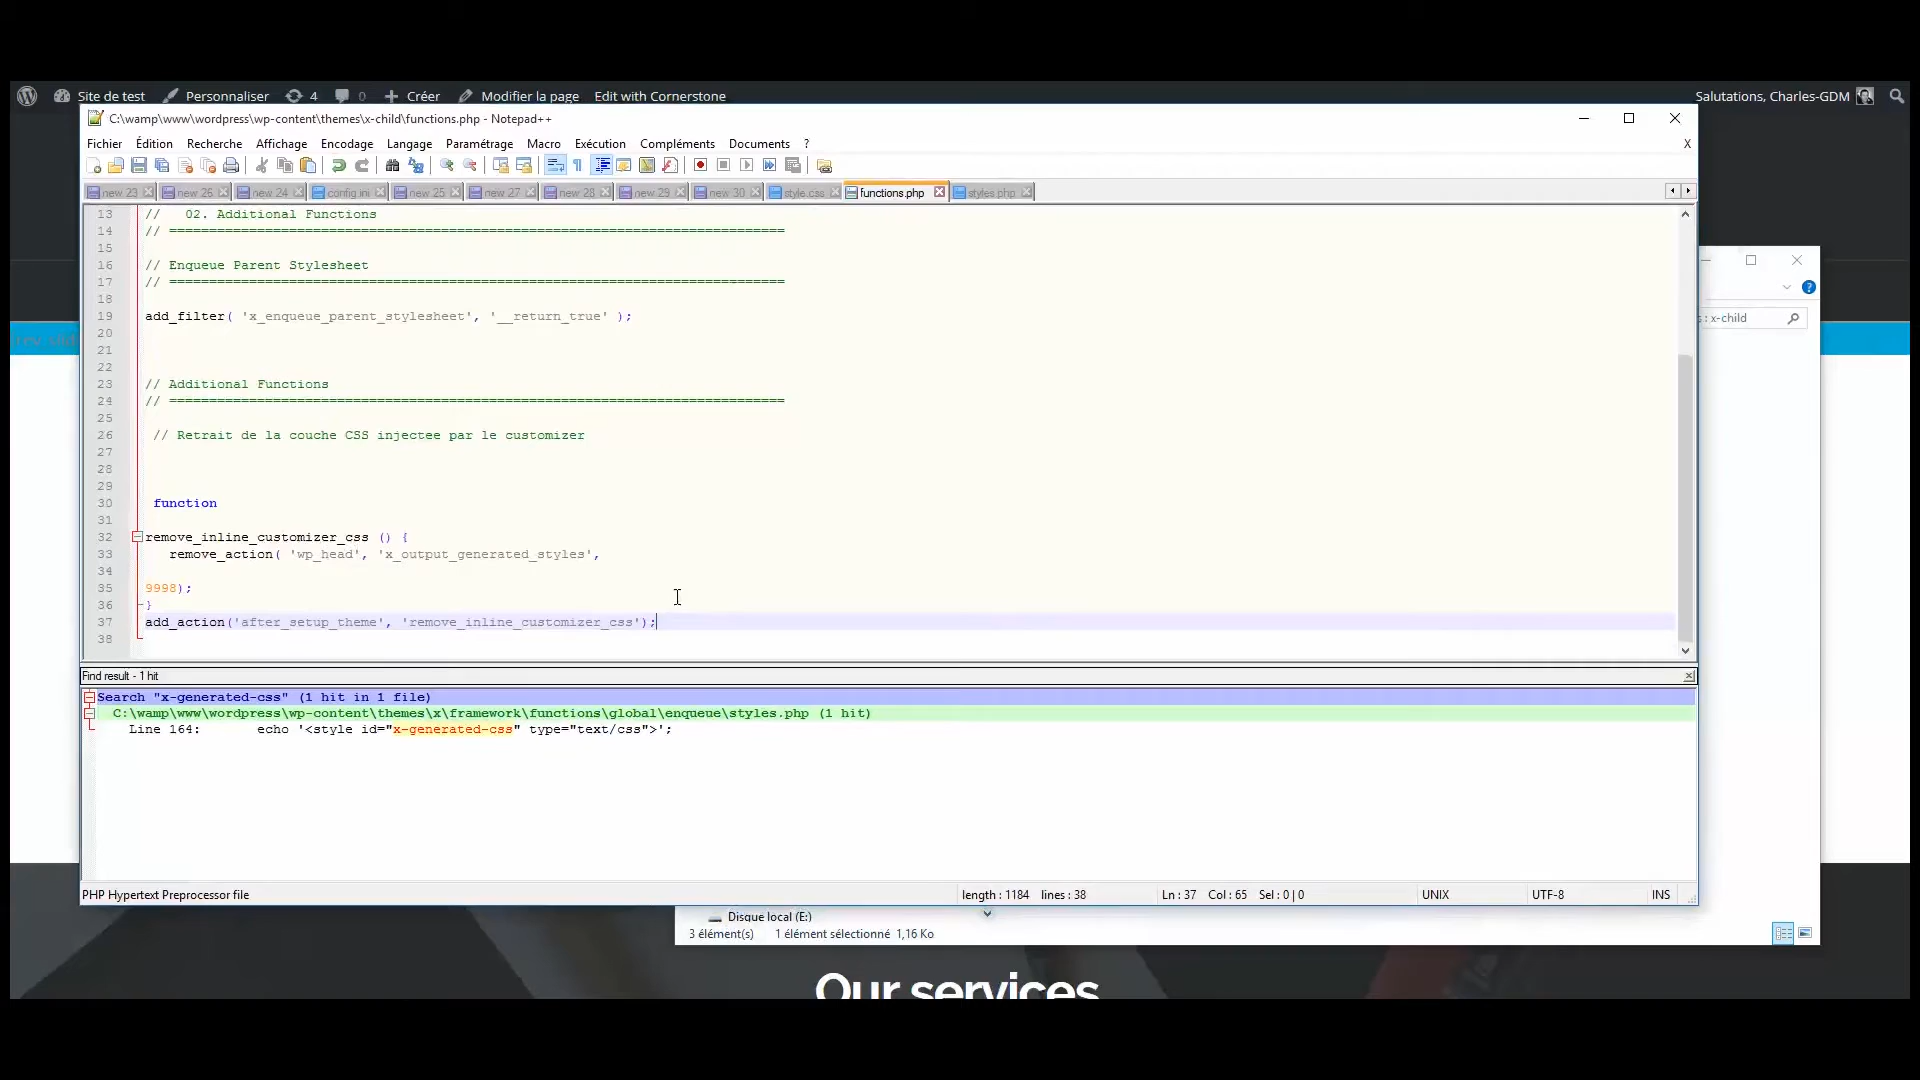 Site de test Personnaliser 4 0 Créer Modifier la page Edit with Cornerstone Salutations, Charles-GDM
C:\wamp\www\wordpress\wp-content\themes\x-child\functions.php - Notepad++
Fichier Édition Recherche Affichage Encodage Langage Paramétrage Macro Exécution Compléments Documents ? X
new 23 new 26 new 24 config.ini new 25 new 27 new 28 new 29 new 30 style.css functions.php styles.php
13 // 02. Additional Functions
14 // =============================================================================
15
16 // Enqueue Parent Stylesheet
17 // =============================================================================
18
19 add_filter( 'x_enqueue_parent_stylesheet', '__return_true' );
20
21
22
23 // Additional Functions
24 // =============================================================================
25
26 // Retrait de la couche CSS injectee par le customizer
27
28
29
30 function
31
32 remove_inline_customizer_css () {
33 remove_action( 'wp_head', 'x_output_generated_styles',
34
35 9998);
36 }
37 add_action('after_setup_theme', 'remove_inline_customizer_css');
38
: x-child
Find result - 1 hit
Search "x-generated-css" (1 hit in 1 file)
C:\wamp\www\wordpress\wp-content\themes\x\framework\functions\global\enqueue\styles.php (1 hit)
Line 164: echo '<style id="x-generated-css" type="text/css">';
PHP Hypertext Preprocessor file length : 1184 lines : 38 Ln : 37 Col : 65 Sel : 0 | 0 UNIX UTF-8 INS
Disque local (E:)
3 élément(s) 1 élément sélectionné 1,16 Ko
Our services